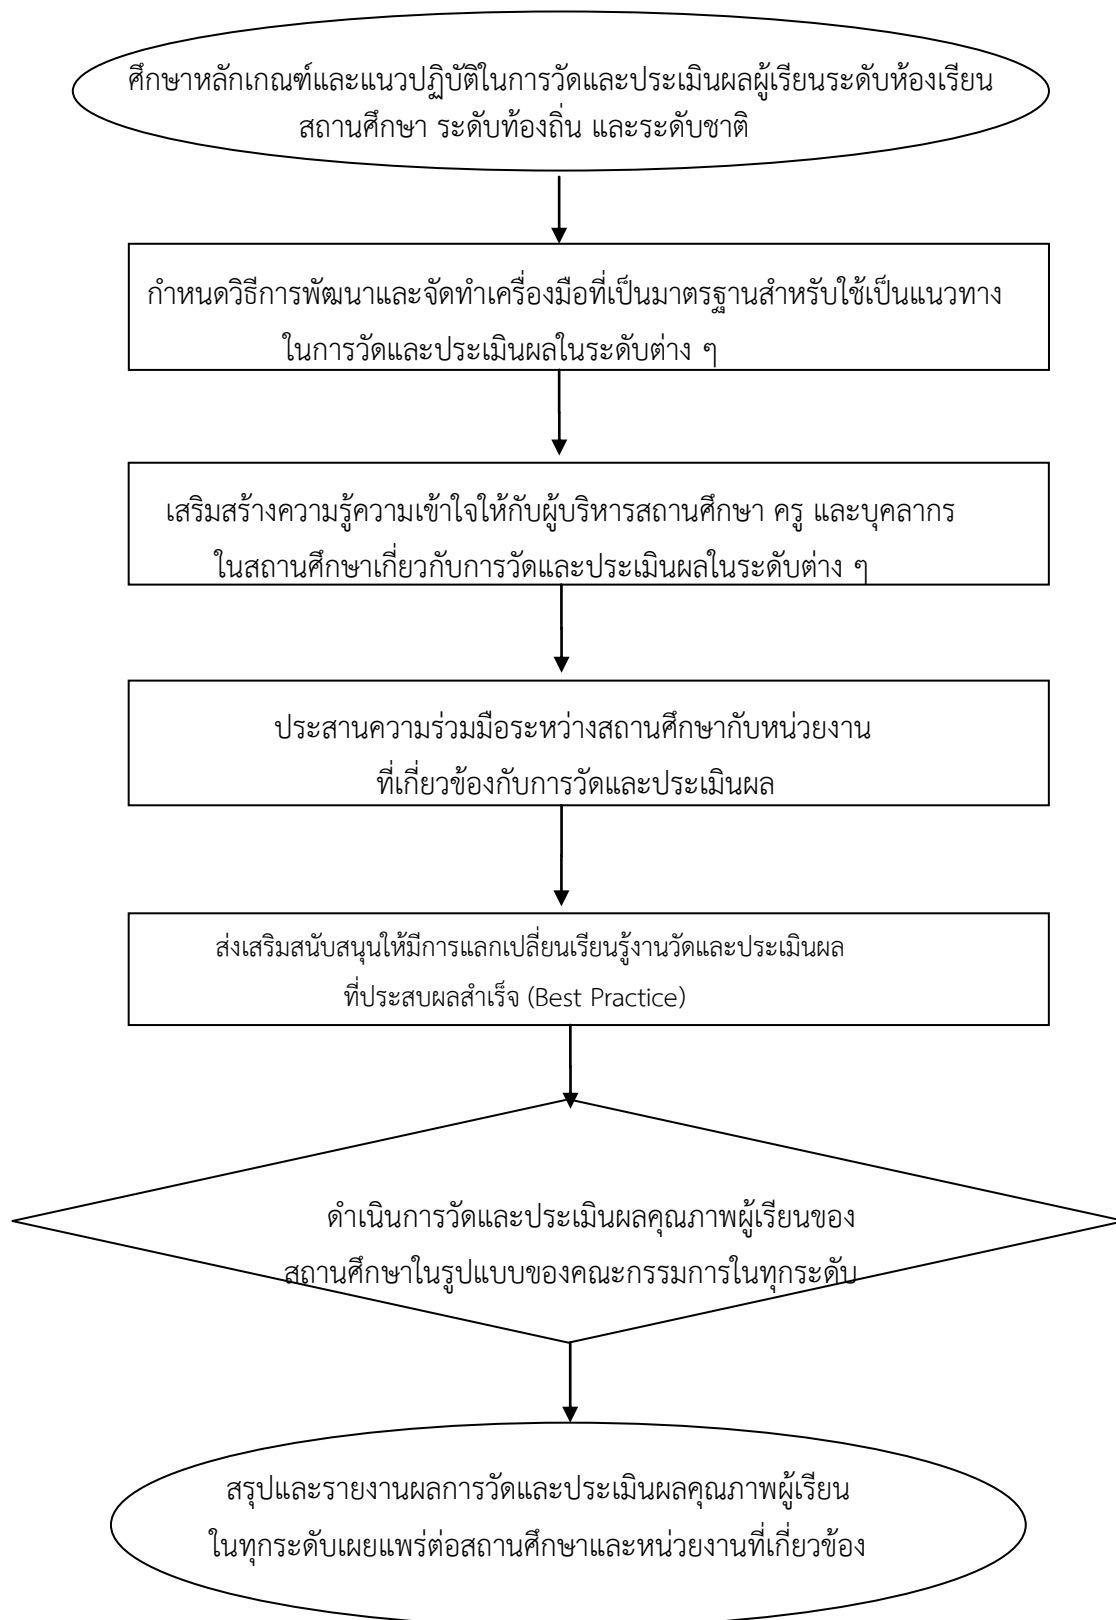 ศึกษาหลักเกณฑ์และแนวปฏิบัติในการวัดและประเมินผลผู้เรียนระดับห้องเรียน
สถานศึกษา ระดับท้องถิ่น และระดับชาติ
กำหนดวิธีการพัฒนาและจัดทำเครื่องมือที่เป็นมาตรฐานสำหรับใช้เป็นแนวทาง
ในการวัดและประเมินผลในระดับต่าง ๆ
เสริมสร้างความรู้ความเข้าใจให้กับผู้บริหารสถานศึกษา ครู และบุคลากร
ในสถานศึกษาเกี่ยวกับการวัดและประเมินผลในระดับต่าง ๆ
ประสานความร่วมมือระหว่างสถานศึกษากับหน่วยงาน
ที่เกี่ยวข้องกับการวัดและประเมินผล
ส่งเสริมสนับสนุนให้มีการแลกเปลี่ยนเรียนรู้งานวัดและประเมินผล
ที่ประสบผลสำเร็จ (Best Practice)
ดำเนินการวัดและประเมินผลคุณภาพผู้เรียนของ
สถานศึกษาในรูปแบบของคณะกรรมการในทุกระดับ
สรุปและรายงานผลการวัดและประเมินผลคุณภาพผู้เรียน
ในทุกระดับเผยแพร่ต่อสถานศึกษาและหน่วยงานที่เกี่ยวข้อง